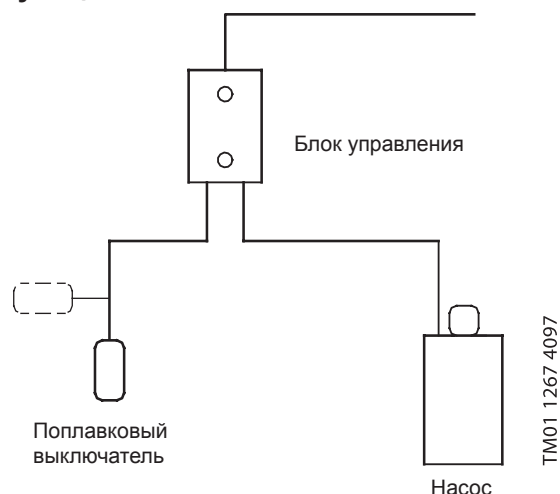 Блок управления
Поплавковый
выключатель
Насос
TM01 1267 4097